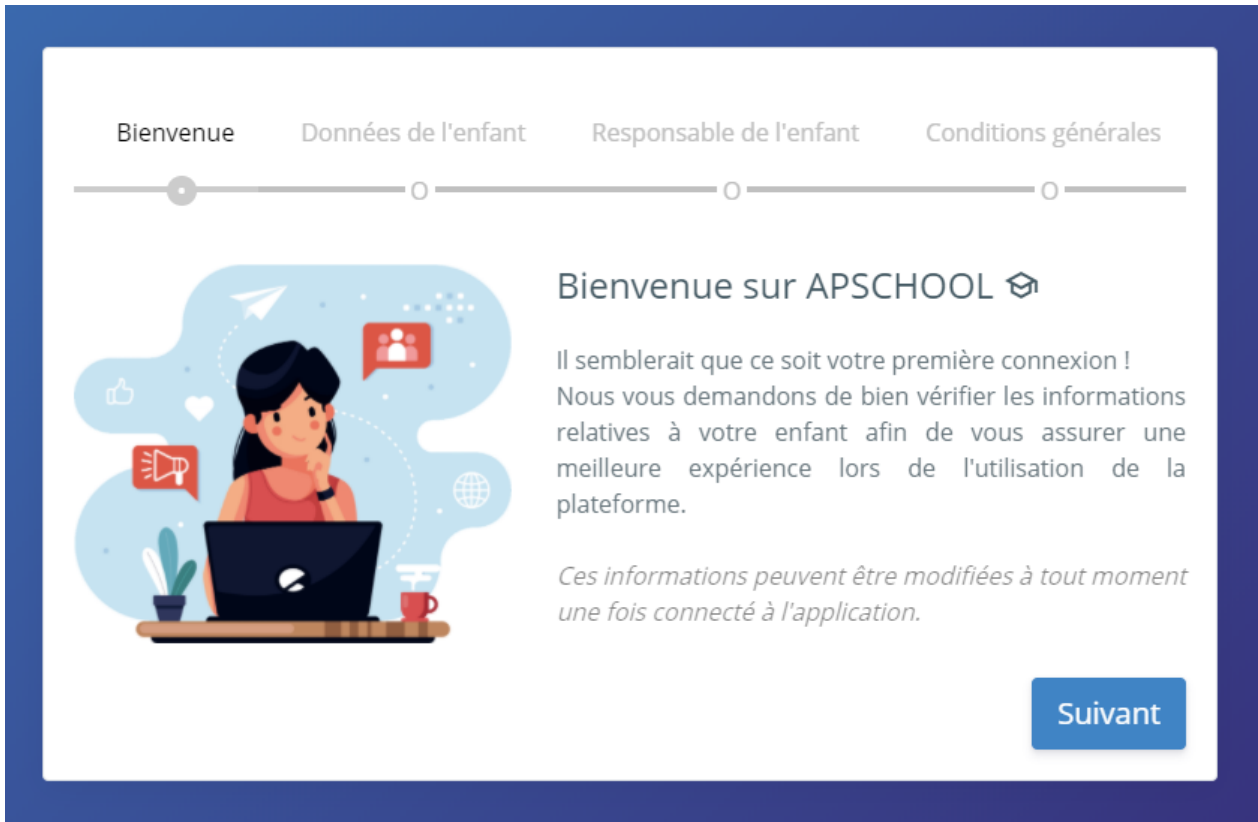 Bienvenue
Données de l'enfant
Responsable de l'enfant
Conditions générales
Bienvenue sur APSCHOOL
Il semblerait que ce soit votre première connexion !
Nous vous demandons de bien vérifier les informations
relatives à votre enfant afin de vous assurer une
meilleure expérience lors de l'utilisation de la
plateforme.
Ces informations peuvent être modifiées à tout moment
une fois connecté à l'application.
Suivant